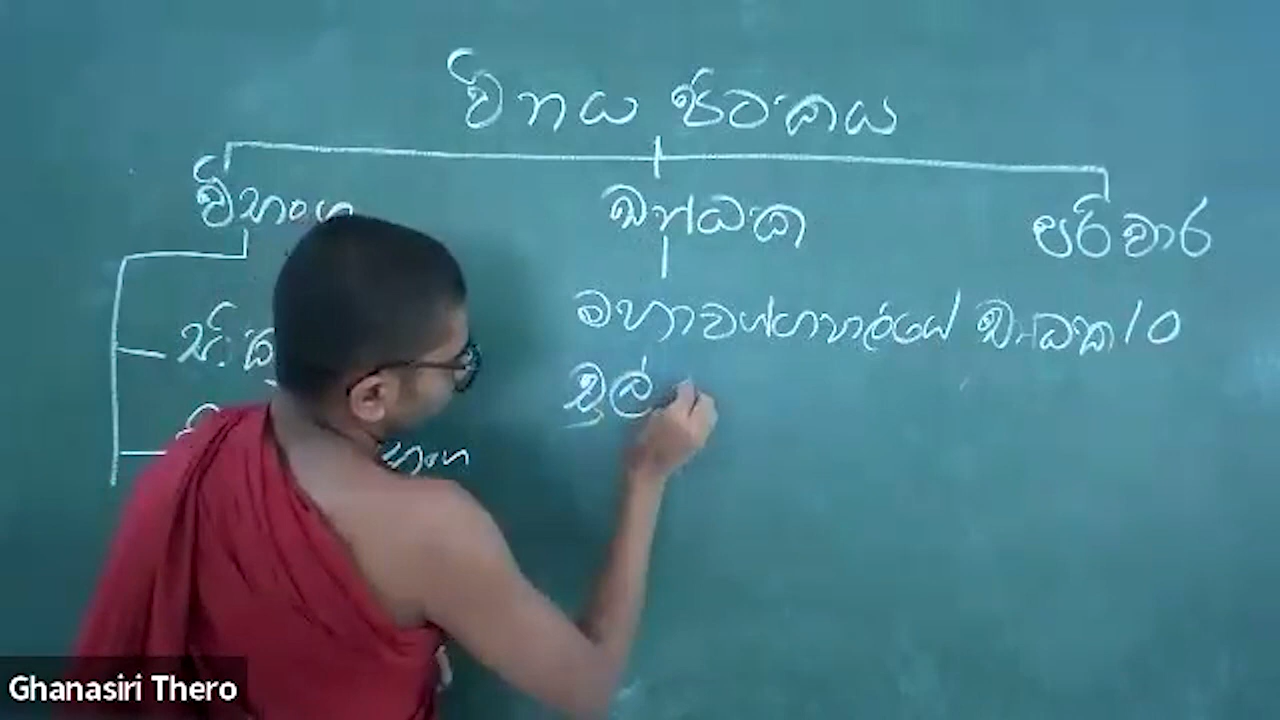 විනය පිටකය
විභංග ඛන්ධක පරිවාර
මහාවග්ගපාළියේ ඛන්ධක 10
චුල්
භංග
Ghanasiri Thero